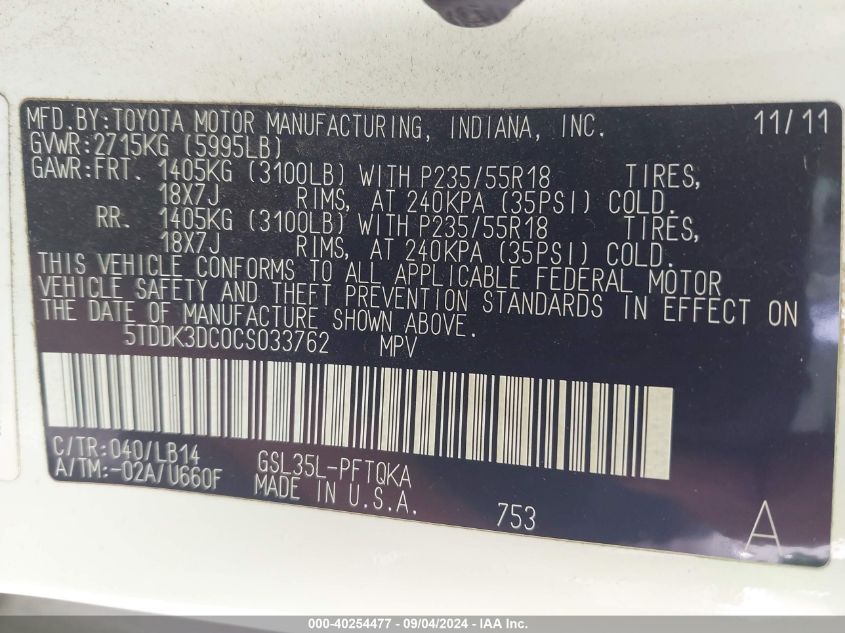 MFD.BY:TOYOTA MOTOR MANUFACTURING, INDIANA, INC. 11/11
GVWR:2715KG (5995LB)
GAWR:FRT. 1405KG (3100LB) WITH P235/55R18 TIRES,
18X7J RIMS, AT 240KPA (35PSI) COLD.
RR. 1405KG (3100LB) WITH P235/55R18 TIRES,
18X7J RIMS, AT 240KPA (35PSI) COLD.
THIS VEHICLE CONFORMS TO ALL APPLICABLE FEDERAL MOTOR
VEHICLE SAFETY AND THEFT PREVENTION STANDARDS IN EFFECT ON
THE DATE OF MANUFACTURE SHOWN ABOVE.
5TDDK3DC0CS033762 MPV
C/TR:040/LB14 GSL35L-PFTQKA
A/TM:-02A/U660F MADE IN U.S.A.
753 A
000-40254477 - 09/04/2024 - IAA Inc.